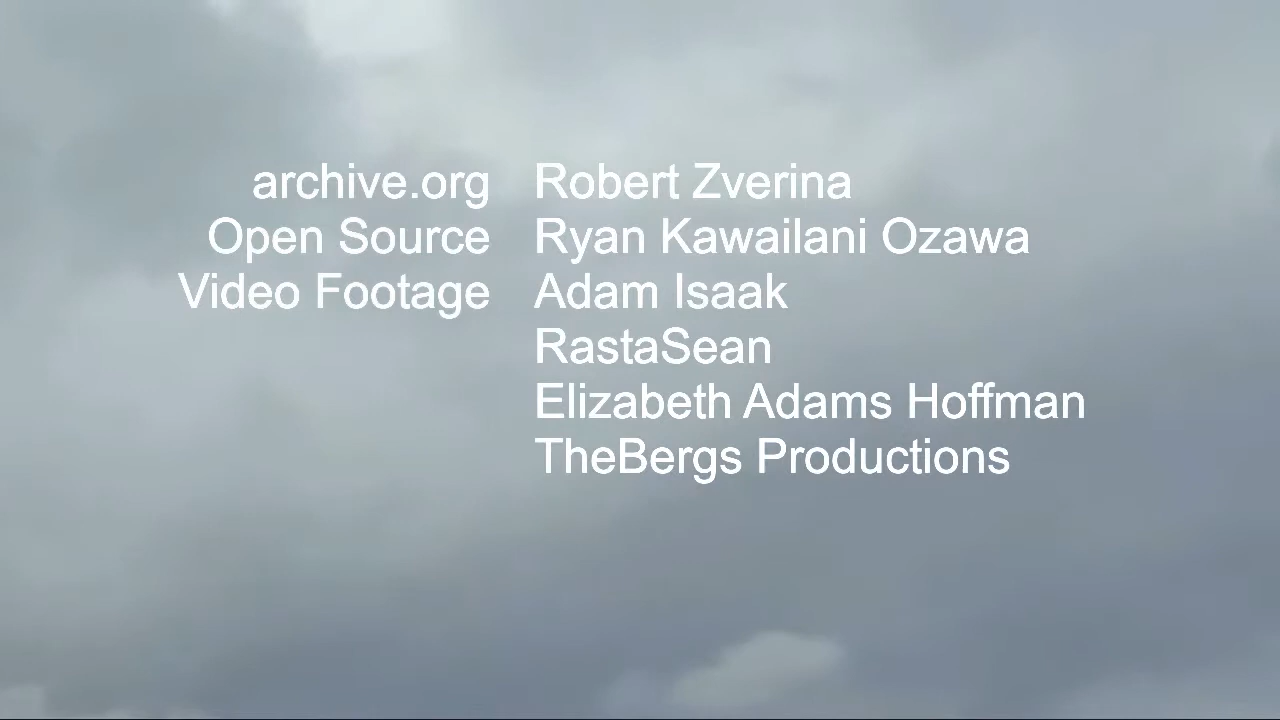 archive.org Robert Zverina
Open Source Ryan Kawailani Ozawa
Video Footage Adam Isaak
RastaSean
Elizabeth Adams Hoffman
TheBergs Productions